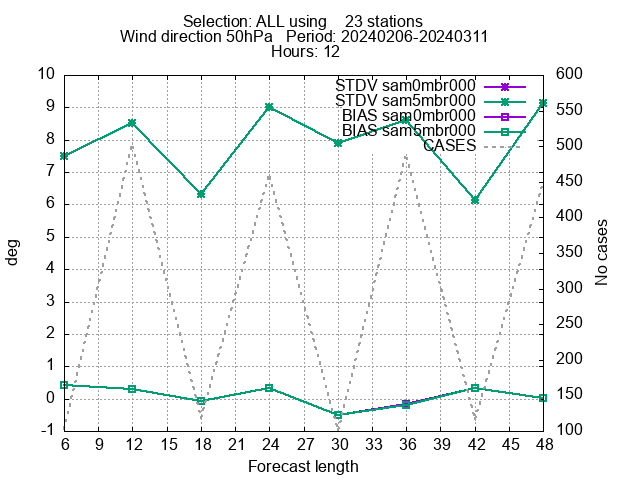 Selection: ALL using    23 stations
Wind direction 50hPa   Period: 20240206-20240311
Hours: 12
STDV sam0mbr000
STDV sam5mbr000
BIAS sam0mbr000
BIAS sam5mbr000
CASES
10
9
8
7
6
5
4
3
2
1
0
-1
deg
600
550
500
450
400
350
300
250
200
150
100
No cases
6 9 12 15 18 21 24 27 30 33 36 39 42 45 48
Forecast length